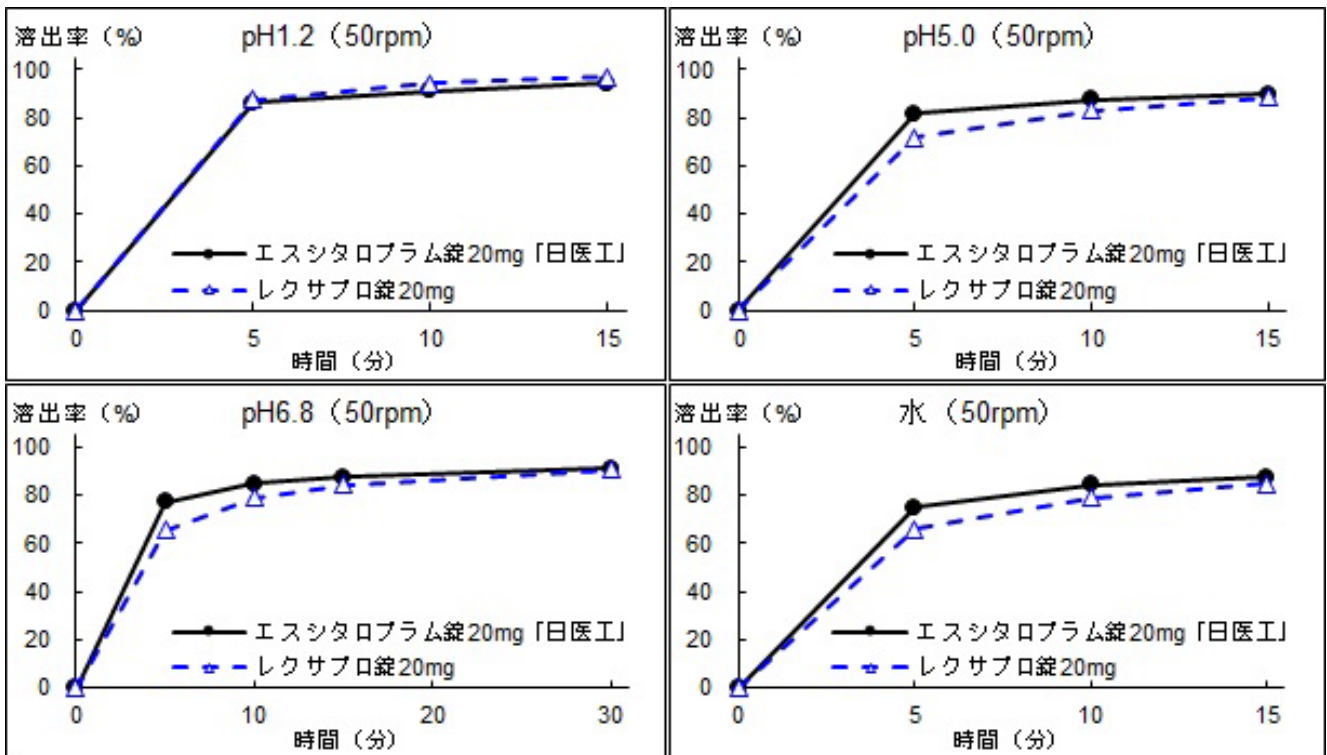 溶出率（%） pH1.2（50rpm）
100
80
60
40
20
0
エスシタロプラム錠20mg「日医工」
レクサプロ錠20mg
0 5 10 15
時間（分）
溶出率（%） pH5.0（50rpm）
100
80
60
40
20
0
エスシタロプラム錠20mg「日医工」
レクサプロ錠20mg
0 5 10 15
時間（分）
溶出率（%） pH6.8（50rpm）
100
80
60
40
20
0
エスシタロプラム錠20mg「日医工」
レクサプロ錠20mg
0 10 20 30
時間（分）
溶出率（%） 水（50rpm）
100
80
60
40
20
0
エスシタロプラム錠20mg「日医工」
レクサプロ錠20mg
0 5 10 15
時間（分）